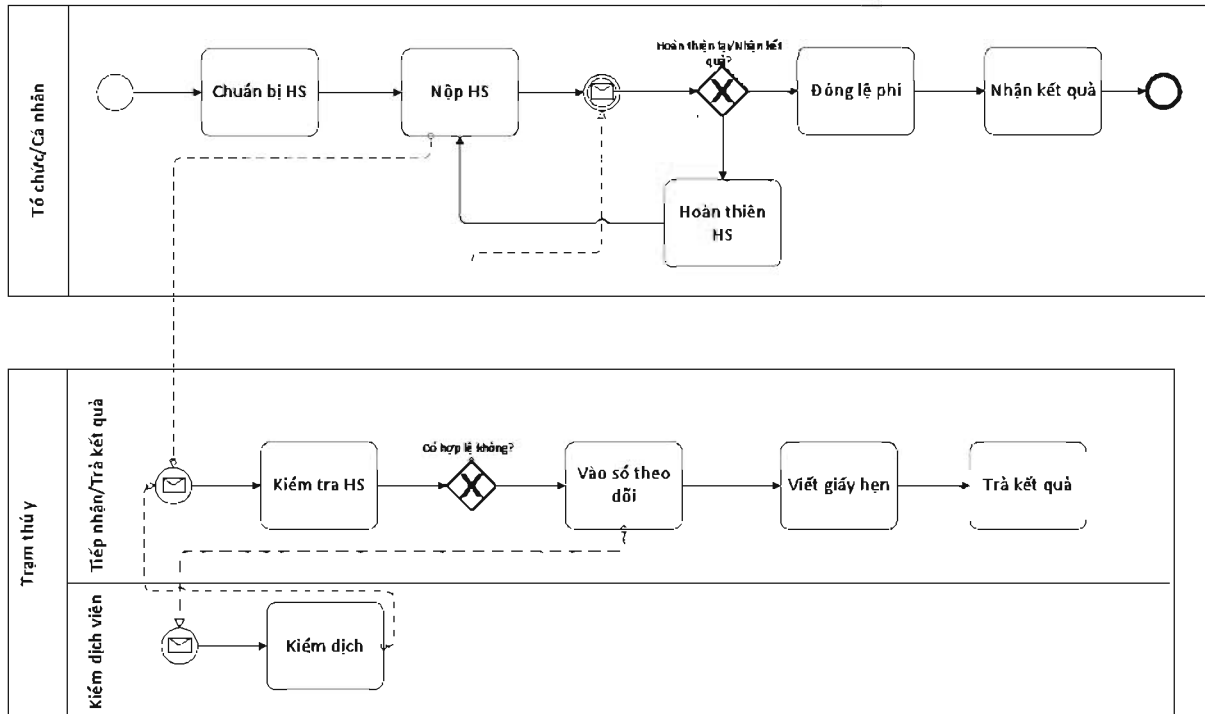 Tổ chức/Cá nhân
Chuẩn bị HS
Nộp HS
Hoàn thiện lại/Nhận kết
quả?
Đóng lệ phí
Nhận kết quả
Hoàn thiên
HS
Trạm thú y
Tiếp nhận/Trả kết quả
Kiểm tra HS
Có hợp lệ không?
Vào sổ theo
dõi
Viết giấy hẹn
Trả kết quả
Kiểm dịch viên
Kiểm dịch